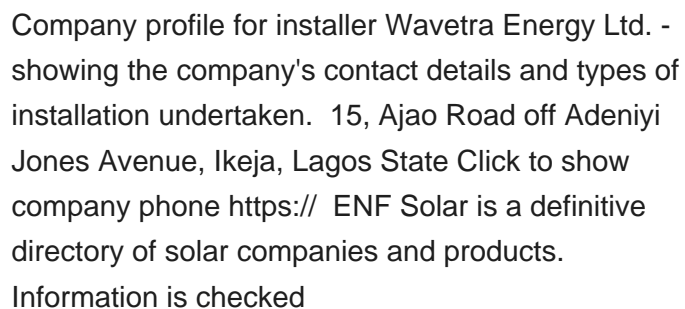 Company profile for installer Wavetra Energy Ltd. -
showing the company's contact details and types of
installation undertaken.  15, Ajao Road off Adeniyi
Jones Avenue, Ikeja, Lagos State Click to show
company phone https://  ENF Solar is a definitive
directory of solar companies and products.
Information is checked